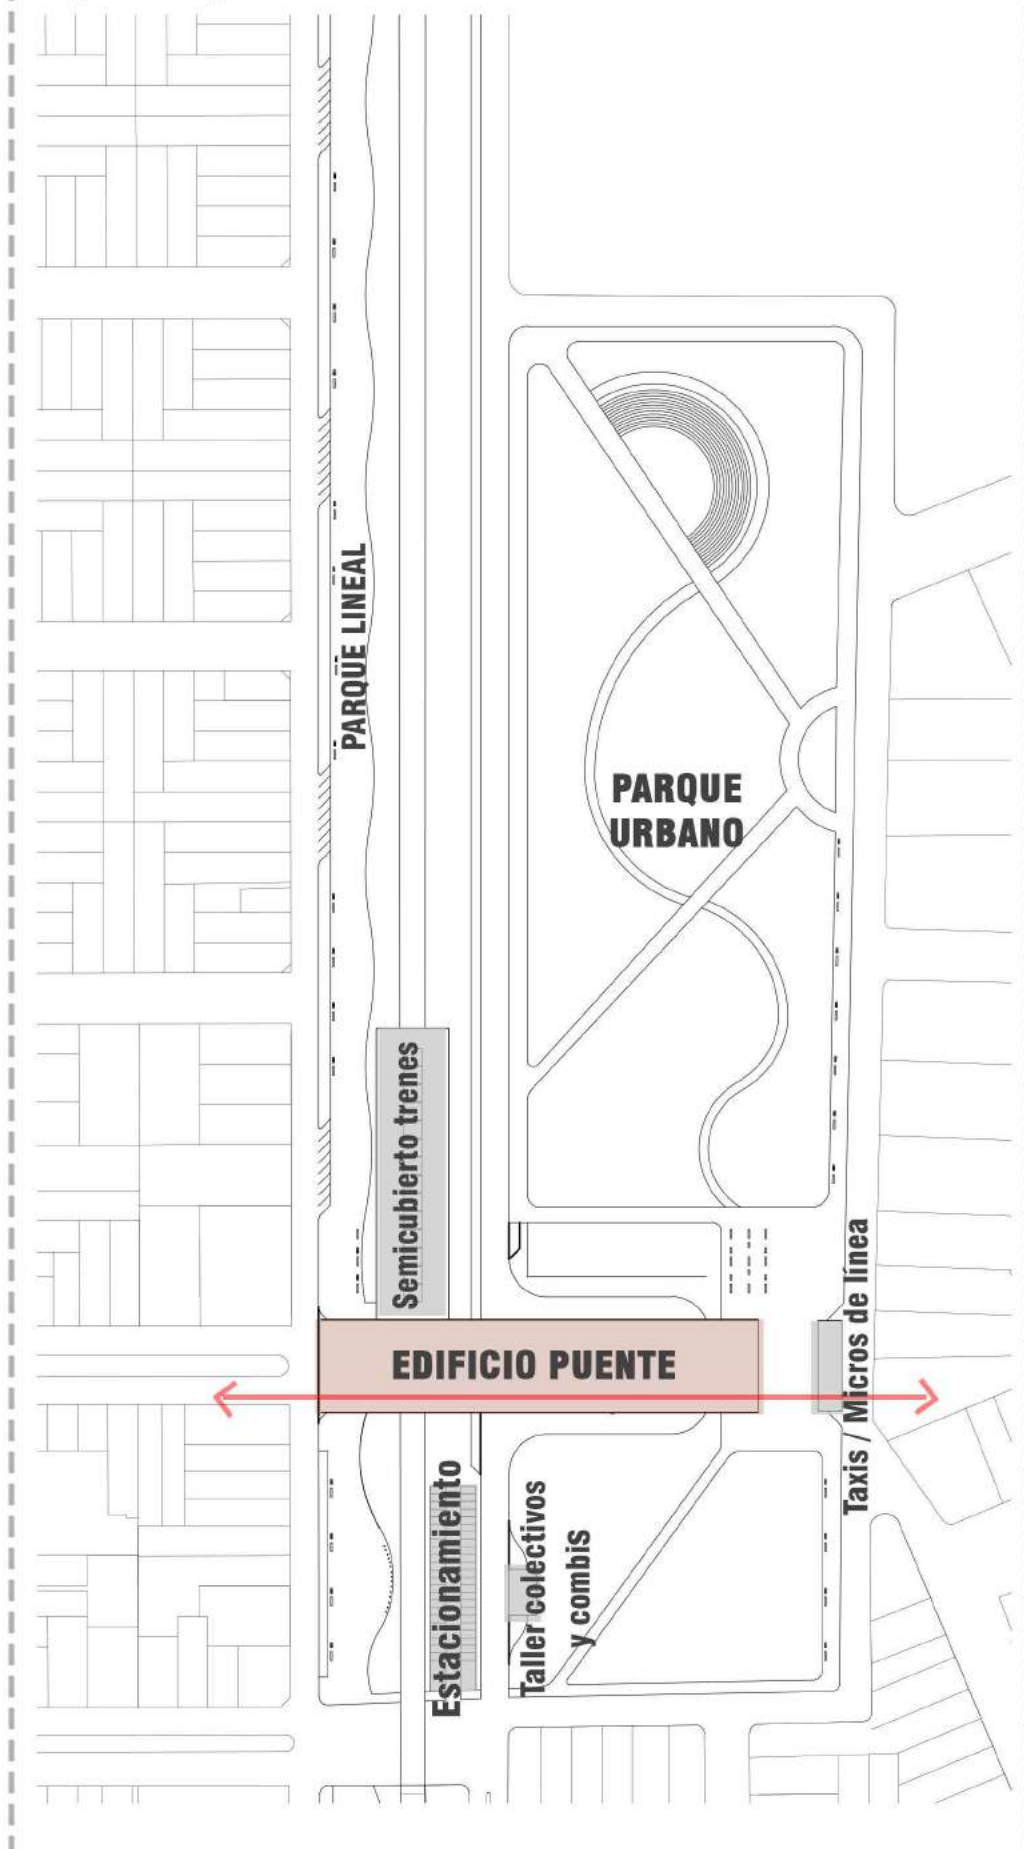 PARQUE LINEAL
PARQUE
URBANO
Semicubierto trenes
EDIFICIO PUENTE
Taxis / Micros de línea
Estacionamiento
Taller colectivos
y combis